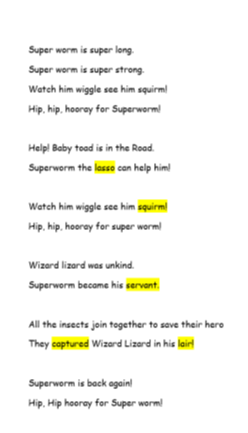 Super worm is super long.
Super worm is super strong.
Watch him wiggle see him squirm!
Hip, hip, hooray for Superworm!
Help! Baby toad is in the Road.
Superworm the lasso can help him!
Watch him wiggle see him squirm!
Hip, hip, hooray for super worm!
Wizard lizard was unkind.
Superworm became his servant.
All the insects join together to save their hero
They captured Wizard Lizard in his lair!
Superworm is back again!
Hip, Hip hooray for Super worm!